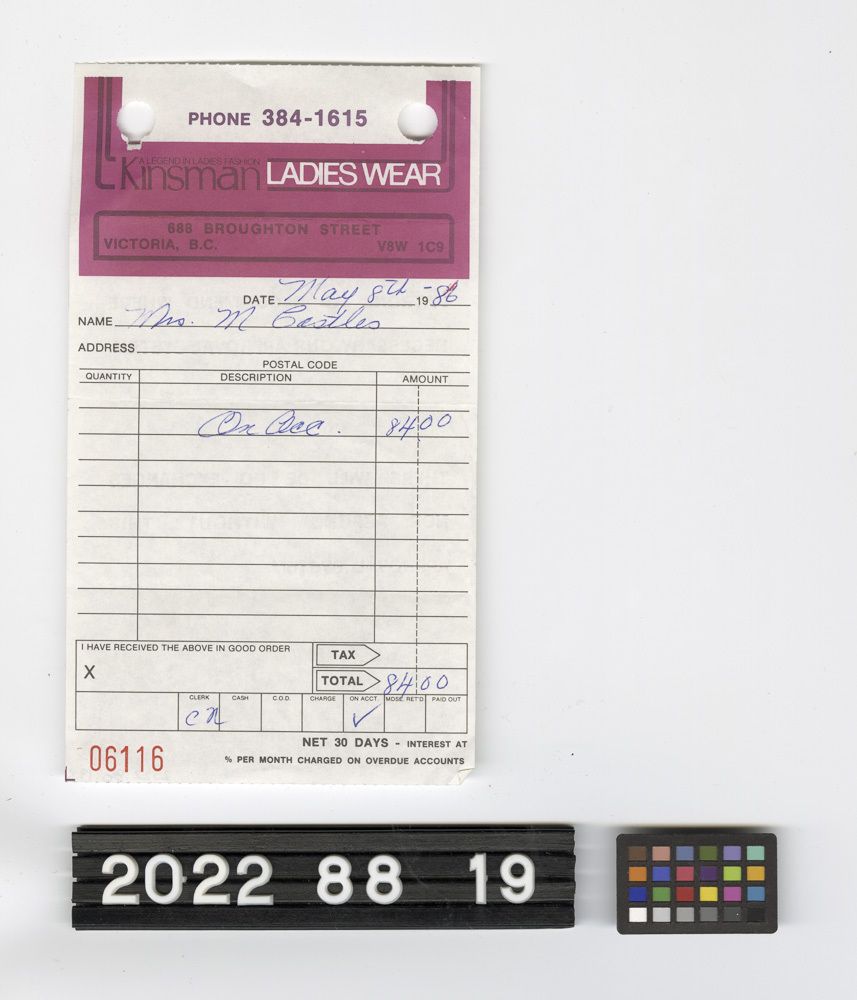 PHONE 384-1615
A LEGEND IN LADIES FASHION
Kinsman LADIES WEAR
688 BROUGHTON STREET
VICTORIA, B.C. V8W 1C9
DATE May 8th - 1986
NAME Mrs. M Castles
ADDRESS
POSTAL CODE
QUANTITY DESCRIPTION AMOUNT
On Acc. 84.00
I HAVE RECEIVED THE ABOVE IN GOOD ORDER TAX
X
TOTAL 84.00
CLERK CASH C.O.D. CHARGE ON ACCT. MDSE. RET'D PAID OUT
✓
NET 30 DAYS - INTEREST AT
06116
% PER MONTH CHARGED ON OVERDUE ACCOUNTS
2022 88 19